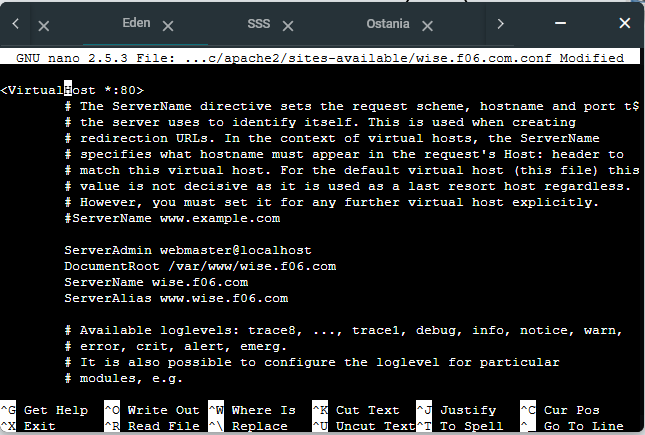 Eden SSS Ostania
GNU nano 2.5.3 File: ...c/apache2/sites-available/wise.f06.com.conf Modified
<VirtualHost *:80>
# The ServerName directive sets the request scheme, hostname and port t$
# the server uses to identify itself. This is used when creating
# redirection URLs. In the context of virtual hosts, the ServerName
# specifies what hostname must appear in the request's Host: header to
# match this virtual host. For the default virtual host (this file) this
# value is not decisive as it is used as a last resort host regardless.
# However, you must set it for any further virtual host explicitly.
#ServerName www.example.com
ServerAdmin webmaster@localhost
DocumentRoot /var/www/wise.f06.com
ServerName wise.f06.com
ServerAlias www.wise.f06.com
# Available loglevels: trace8, ..., trace1, debug, info, notice, warn,
# error, crit, alert, emerg.
# It is also possible to configure the loglevel for particular
# modules, e.g.
^G Get Help ^O Write Out ^W Where Is ^K Cut Text ^J Justify ^C Cur Pos
^X Exit ^R Read File ^\ Replace ^U Uncut Text ^T To Spell ^_ Go To Line